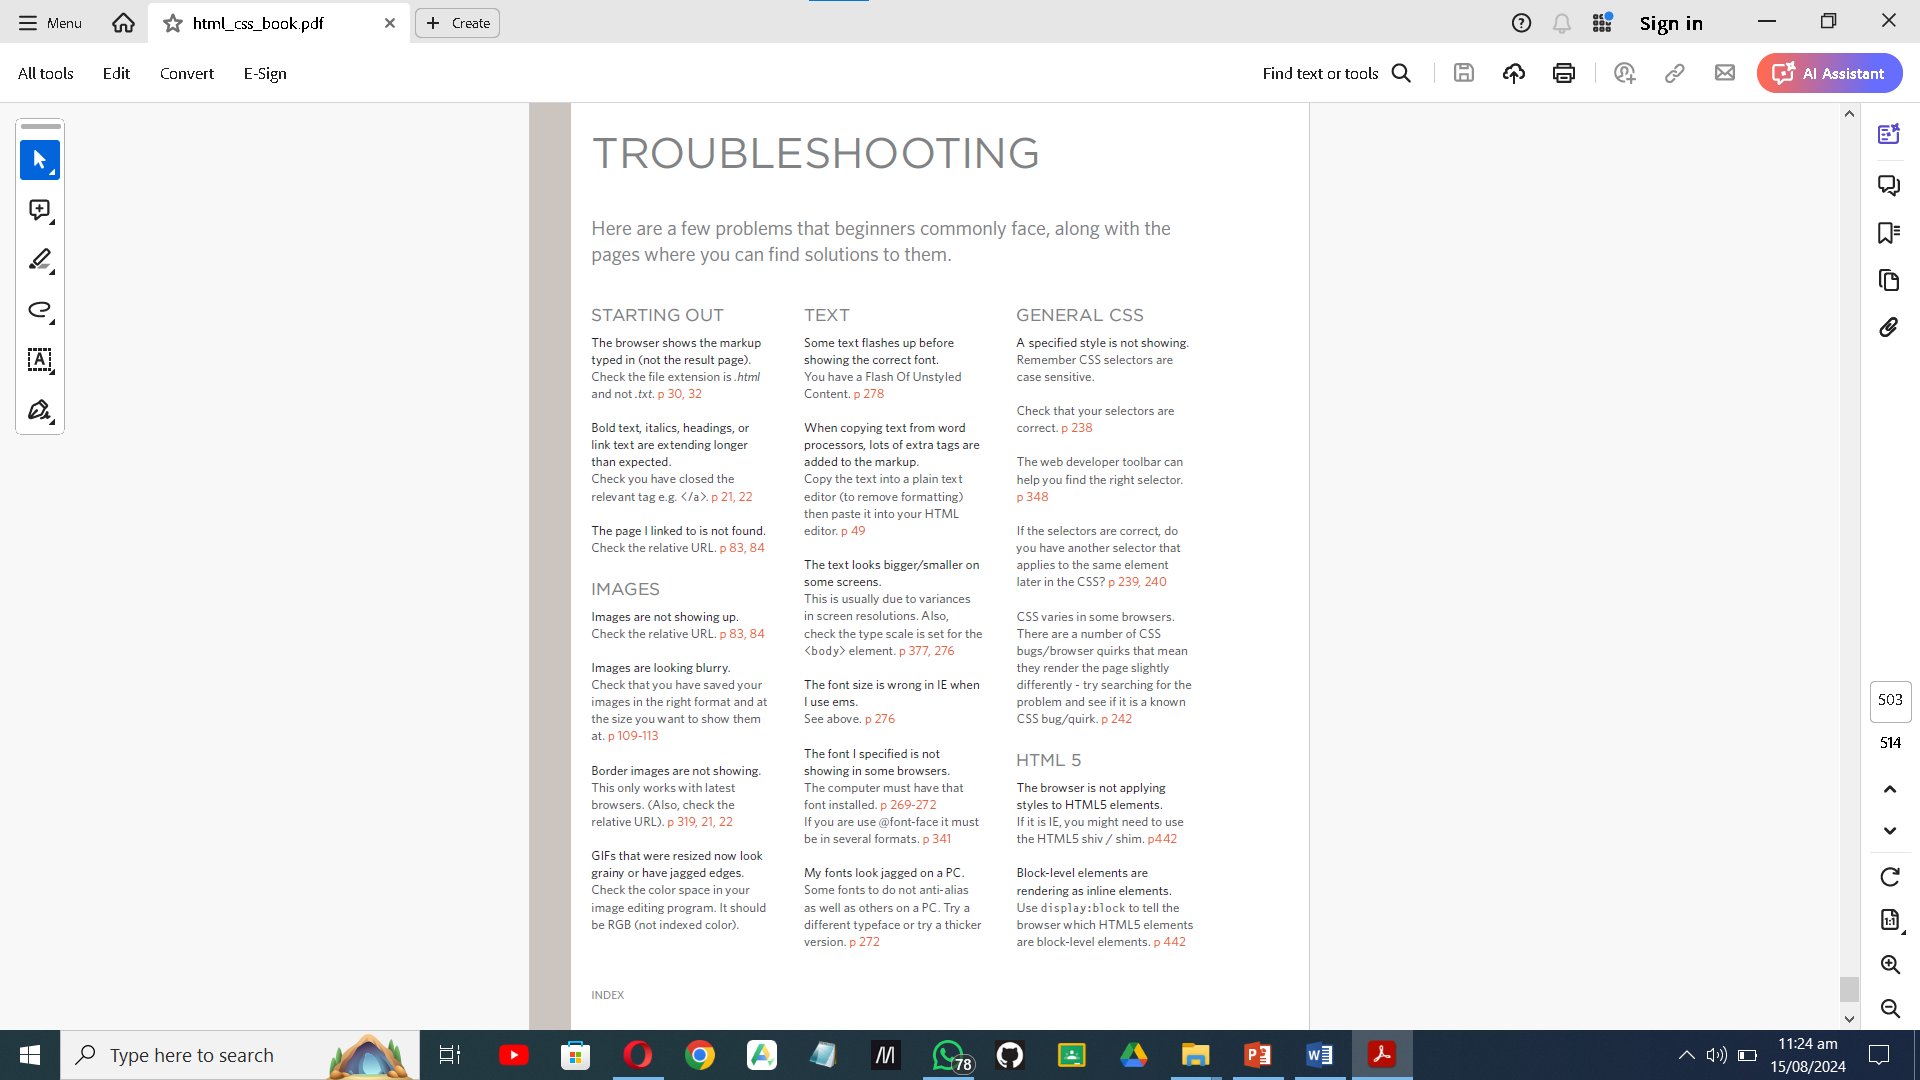 Menu
html_css_book.pdf
Create
Sign in
All tools
Edit
Convert
E-Sign
Find text or tools
AI Assistant
TROUBLESHOOTING
Here are a few problems that beginners commonly face, along with the
pages where you can find solutions to them.
STARTING OUT
The browser shows the markup
typed in (not the result page).
Check the file extension is .html
and not .txt. p 30, 32
Bold text, italics, headings, or
link text are extending longer
than expected.
Check you have closed the
relevant tag e.g. </a>. p 21, 22
The page I linked to is not found.
Check the relative URL. p 83, 84
IMAGES
Images are not showing up.
Check the relative URL. p 83, 84
Images are looking blurry.
Check that you have saved your
images in the right format and at
the size you want to show them
at. p 109-113
Border images are not showing.
This only works with latest
browsers. (Also, check the
relative URL). p 319, 21, 22
GIFs that were resized now look
grainy or have jagged edges.
Check the color space in your
image editing program. It should
be RGB (not indexed color).
TEXT
Some text flashes up before
showing the correct font.
You have a Flash Of Unstyled
Content. p 278
When copying text from word
processors, lots of extra tags are
added to the markup.
Copy the text into a plain text
editor (to remove formatting)
then paste it into your HTML
editor. p 49
The text looks bigger/smaller on
some screens.
This is usually due to variances
in screen resolutions. Also,
check the type scale is set for the
<body> element. p 377, 276
The font size is wrong in IE when
I use ems.
See above. p 276
The font I specified is not
showing in some browsers.
The computer must have that
font installed. p 269-272
If you are use @font-face it must
be in several formats. p 341
My fonts look jagged on a PC.
Some fonts to do not anti-alias
as well as others on a PC. Try a
different typeface or try a thicker
version. p 272
GENERAL CSS
A specified style is not showing.
Remember CSS selectors are
case sensitive.
Check that your selectors are
correct. p 238
The web developer toolbar can
help you find the right selector.
p 348
If the selectors are correct, do
you have another selector that
applies to the same element
later in the CSS? p 239, 240
CSS varies in some browsers.
There are a number of CSS
bugs/browser quirks that mean
they render the page slightly
differently - try searching for the
problem and see if it is a known
CSS bug/quirk. p 242
HTML 5
The browser is not applying
styles to HTML5 elements.
If it is IE, you might need to use
the HTML5 shiv / shim. p442
Block-level elements are
rendering as inline elements.
Use display:block to tell the
browser which HTML5 elements
are block-level elements. p 442
INDEX
503
514
1:1
Type here to search
78
11:24 am
15/08/2024